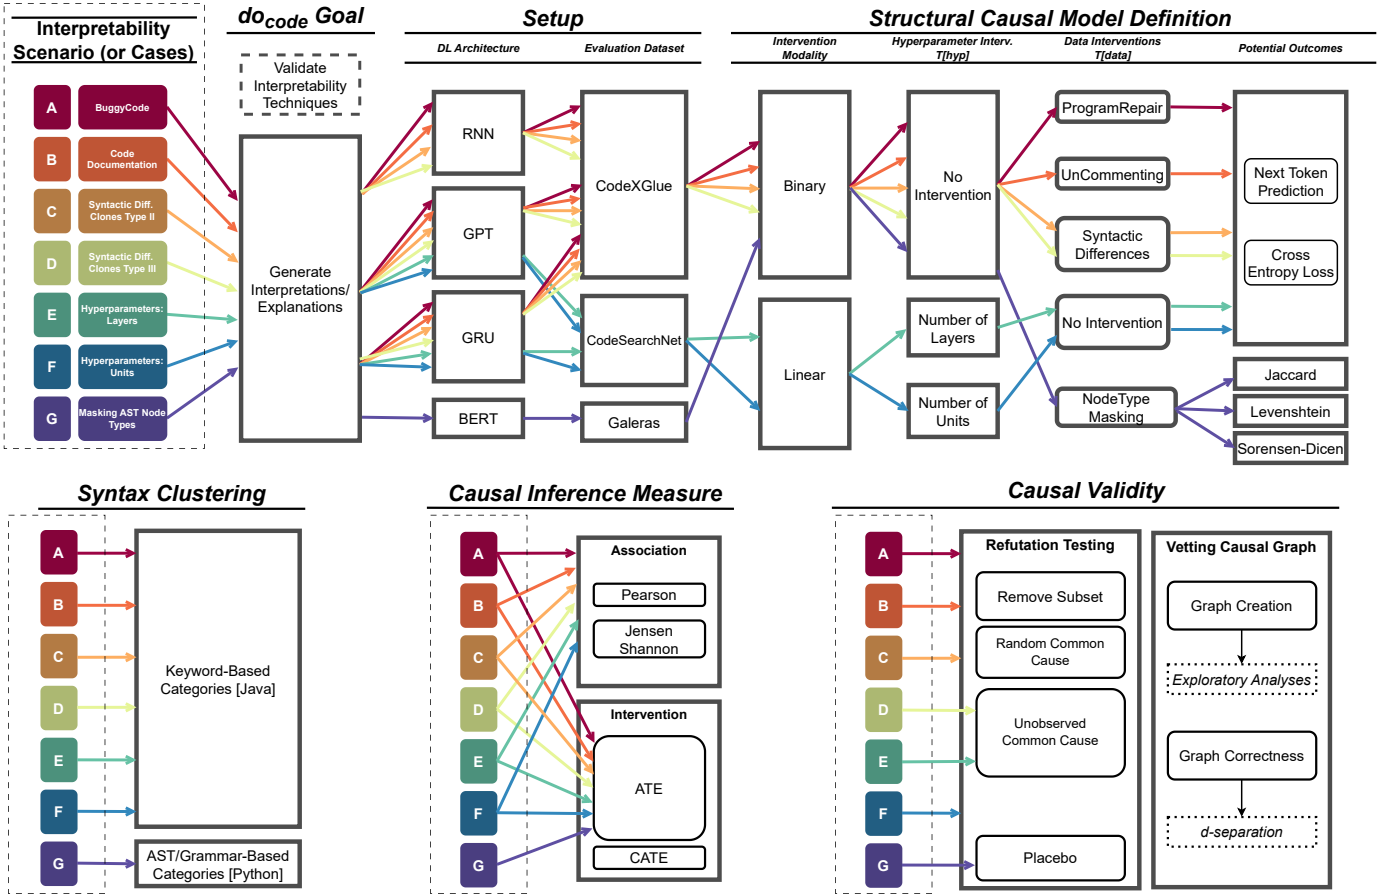 Interpretability
Scenario (or Cases)
docode Goal
Setup
Structural Causal Model Definition
DL Architecture
Evaluation Dataset
Intervention
Modality
Hyperparameter Interv.
T[hyp]
Data Interventions
T[data]
Potential Outcomes
A
BuggyCode
B
Code
Documentation
C
Syntactic Diff.
Clones Type II
D
Syntactic Diff.
Clones Type III
E
Hyperparameters:
Layers
F
Hyperparameters:
Units
G
Masking AST Node
Types
Validate
Interpretability
Techniques
Generate
Interpretations/
Explanations
RNN
GPT
GRU
BERT
CodeXGlue
CodeSearchNet
Galeras
Binary
Linear
No
Intervention
Number of
Layers
Number of
Units
ProgramRepair
UnCommenting
Syntactic
Differences
No Intervention
NodeType
Masking
Next Token
Prediction
Cross
Entropy Loss
Jaccard
Levenshtein
Sorensen-Dicen
Syntax Clustering
A
B
C
D
E
F
G
Keyword-Based
Categories [Java]
AST/Grammar-Based
Categories [Python]
Causal Inference Measure
A
B
C
D
E
F
G
Association
Pearson
Jensen
Shannon
Intervention
ATE
CATE
Causal Validity
A
B
C
D
E
F
G
Refutation Testing
Remove Subset
Random Common
Cause
Unobserved
Common Cause
Placebo
Vetting Causal Graph
Graph Creation
Exploratory Analyses
Graph Correctness
d-separation